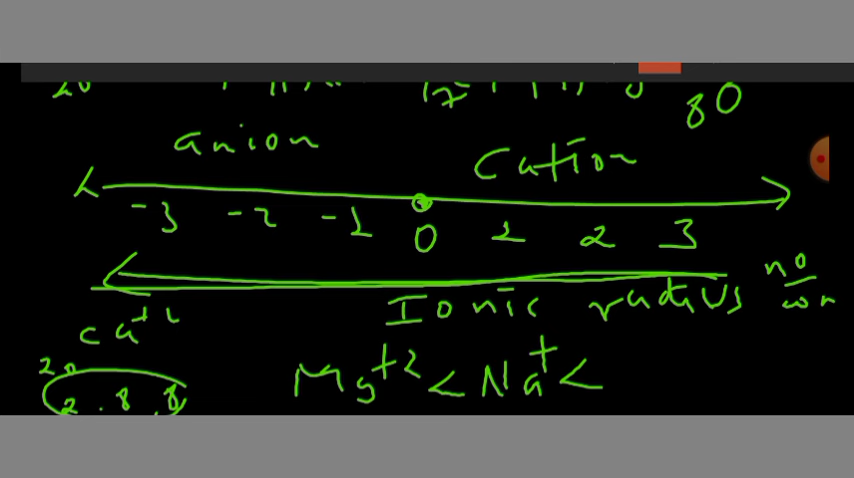 80
anion Cation
-3 -2 -1 0 1 2 3
Ionic radius no
Ca+2
20 Mg+2 < Na+ <
2.8.8